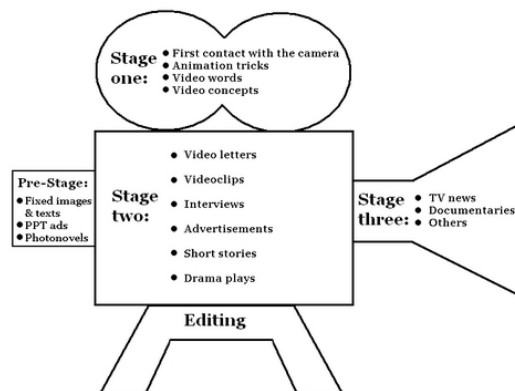 Stage one:
● First contact with the camera
● Animation tricks
● Video words
● Video concepts
Pre-Stage:
● Fixed images
& texts
● PPT ads
● Photonovels
Stage two:
● Video letters
● Videoclips
● Interviews
● Advertisements
● Short stories
● Drama plays
Stage three:
● TV news
● Documentaries
● Others
Editing